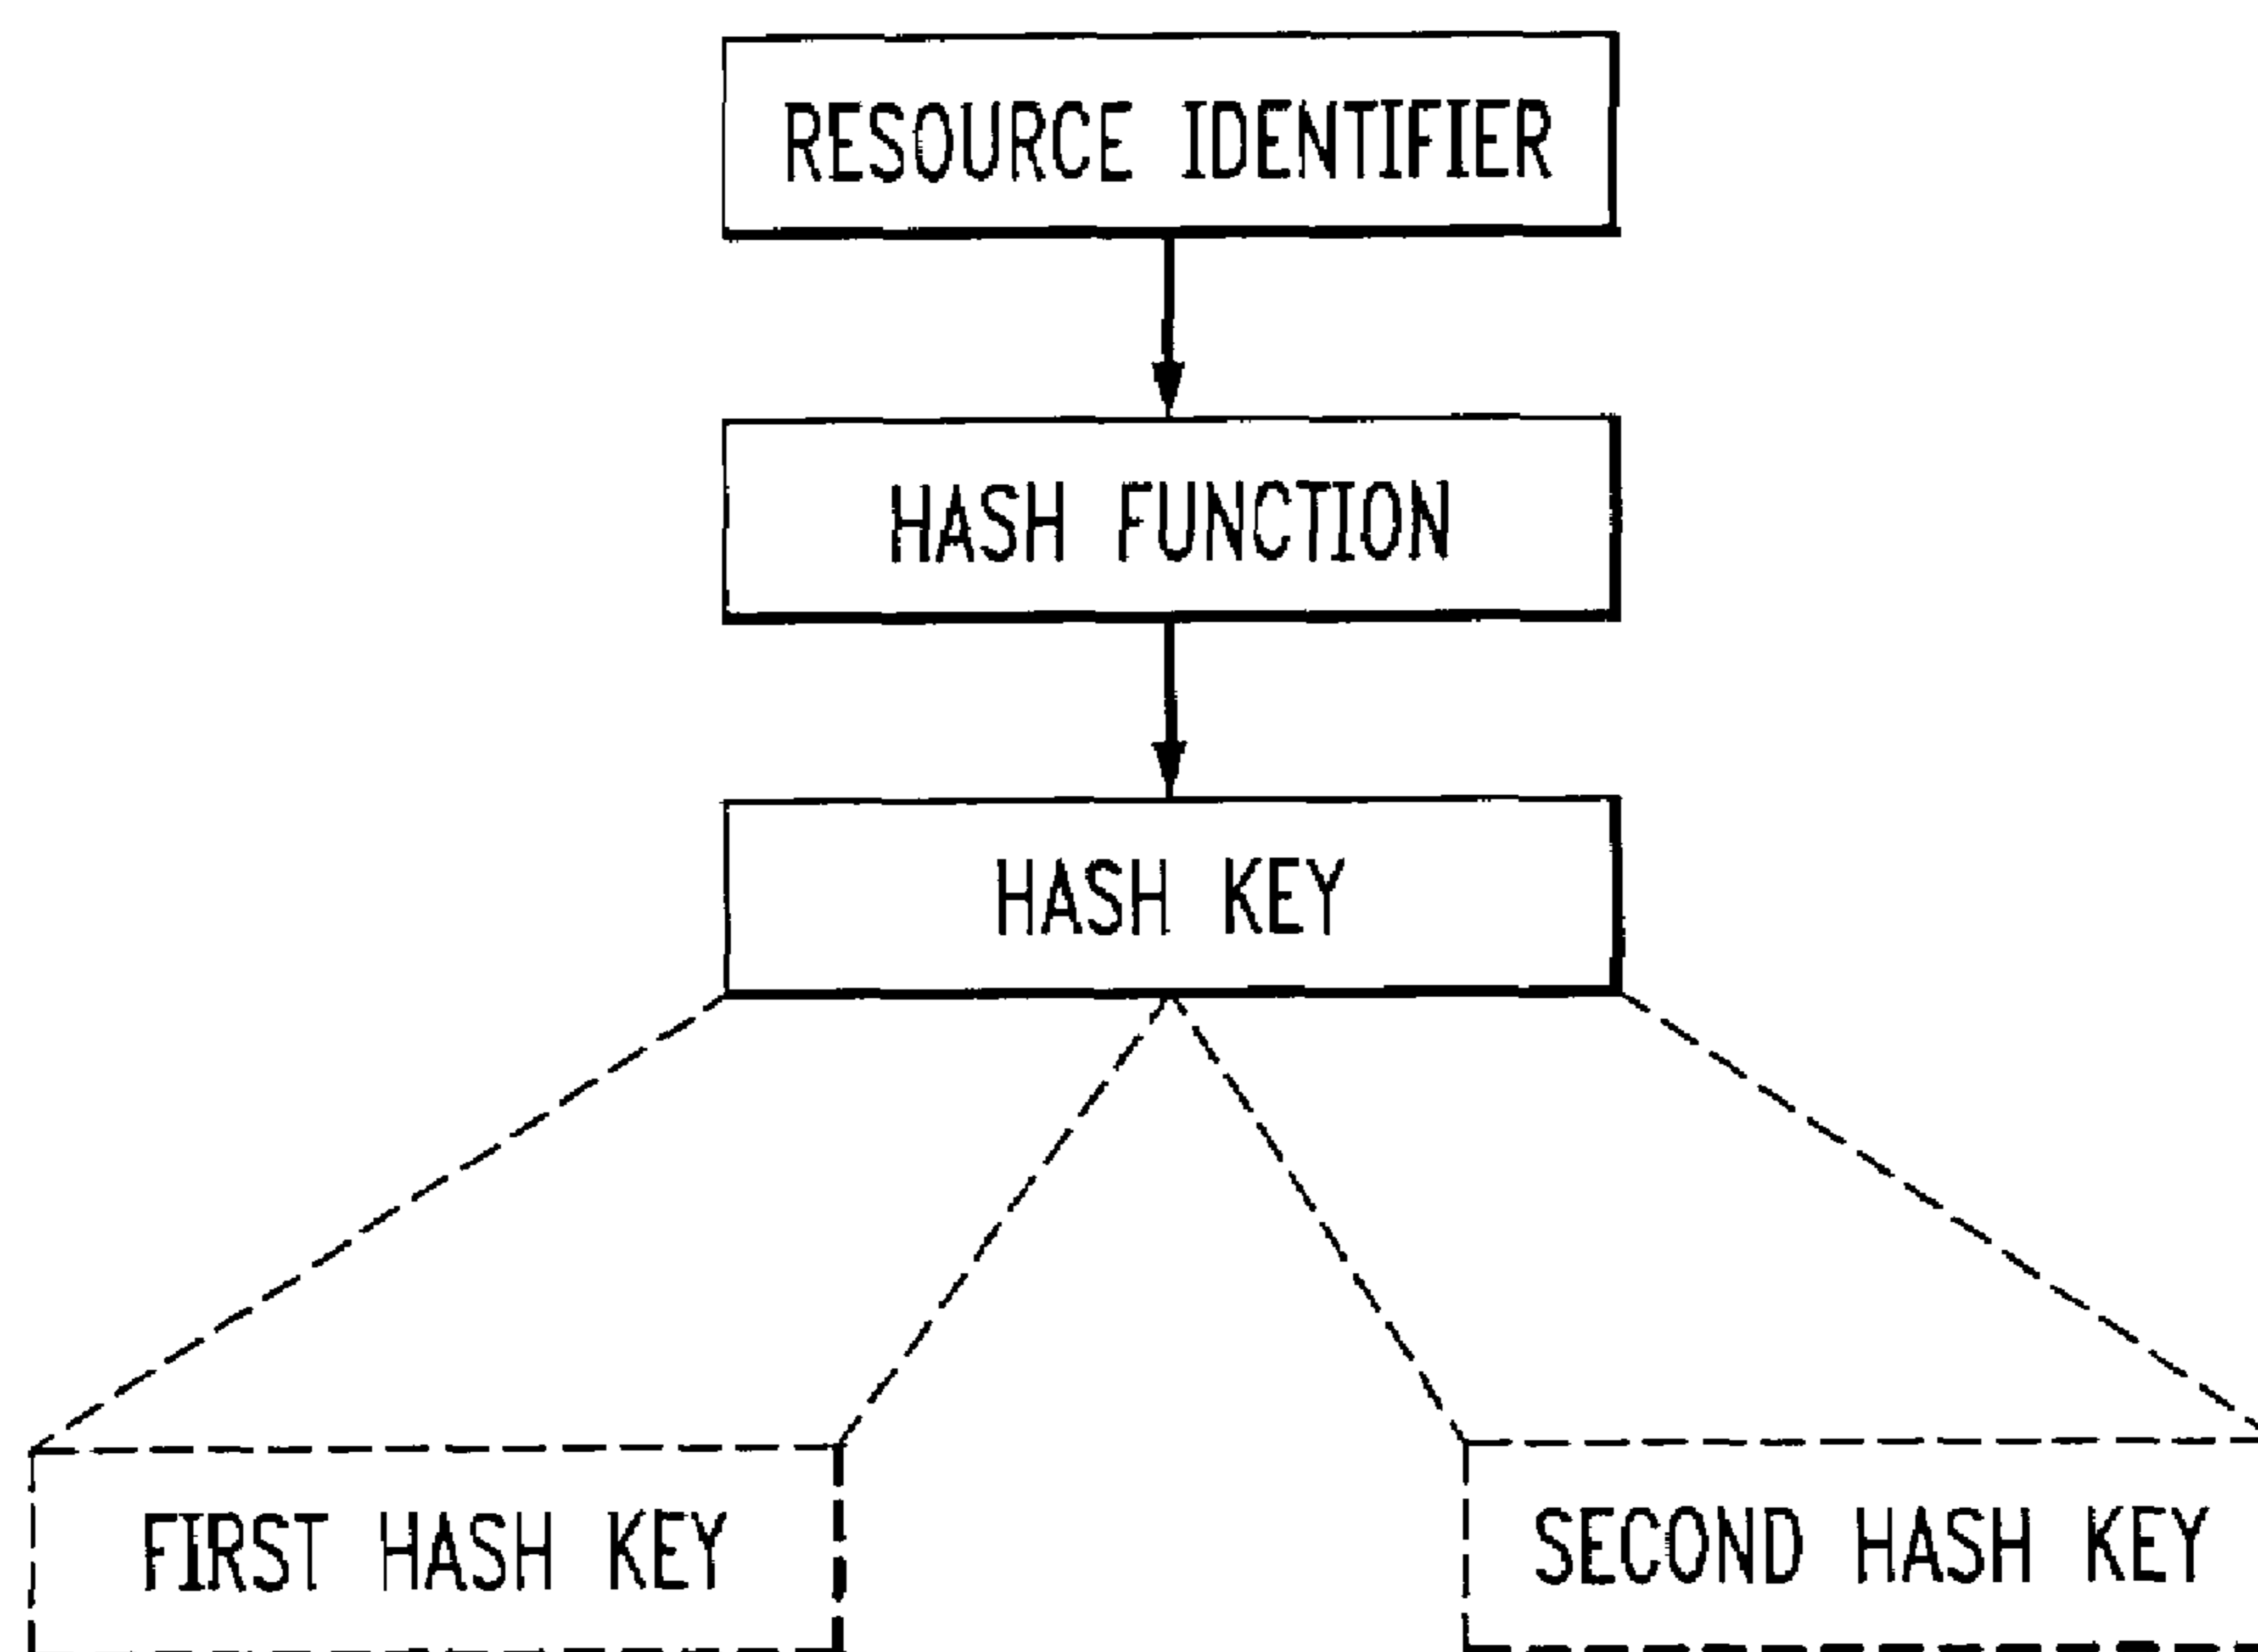 RESOURCE IDENTIFIER
HASH FUNCTION
HASH KEY
FIRST HASH KEY
SECOND HASH KEY